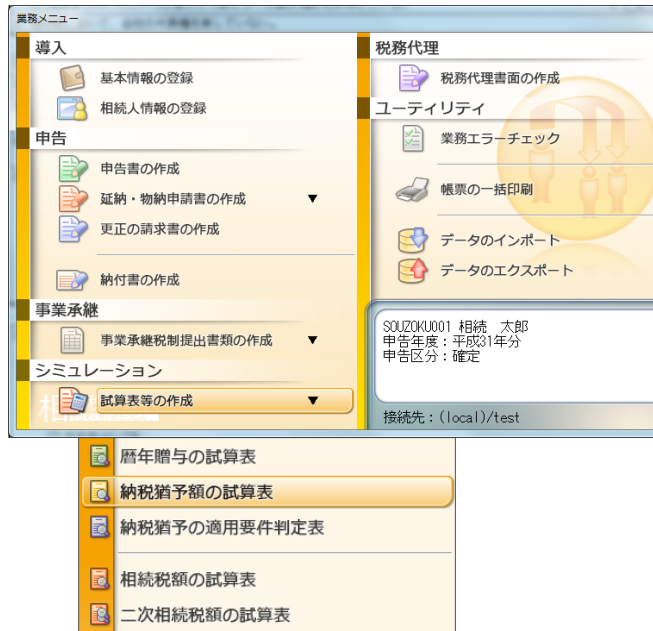 業務メニュー
導入
基本情報の登録
相続人情報の登録
申告
申告書の作成
延納・物納申請書の作成 ▼
更正の請求書の作成
納付書の作成
事業承継
事業承継税制提出書類の作成 ▼
シミュレーション
試算表等の作成 ▼
税務代理
税務代理書面の作成
ユーティリティ
業務エラーチェック
帳票の一括印刷
データのインポート
データのエクスポート
SOUZOKU001 相続 太郎
申告年度：平成31年分
申告区分：確定
接続先：(local)/test
暦年贈与の試算表
納税猶予額の試算表
納税猶予の適用要件判定表
相続税額の試算表
二次相続税額の試算表